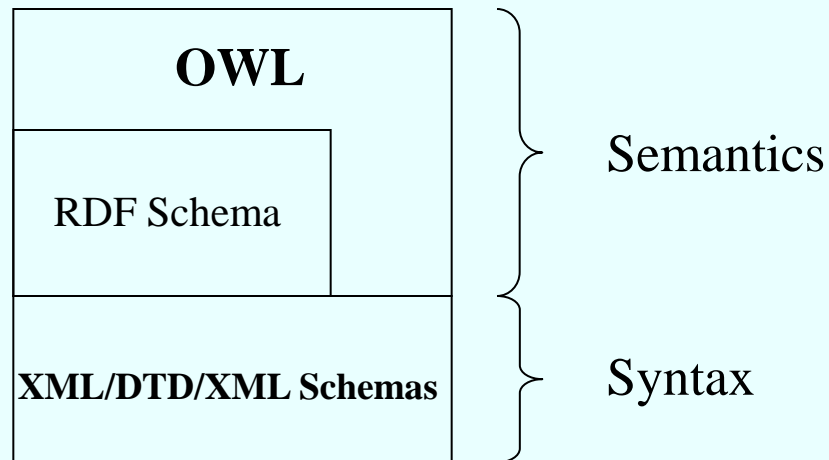 OWL
Semantics
RDF Schema
XML/DTD/XML Schemas
Syntax